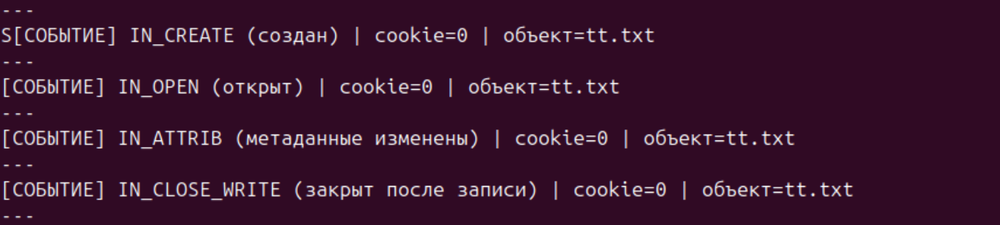 ---
S[СОБЫТИЕ] IN_CREATE (создан) | cookie=0 | объект=tt.txt
---
[СОБЫТИЕ] IN_OPEN (открыт) | cookie=0 | объект=tt.txt
---
[СОБЫТИЕ] IN_ATTRIB (метаданные изменены) | cookie=0 | объект=tt.txt
---
[СОБЫТИЕ] IN_CLOSE_WRITE (закрыт после записи) | cookie=0 | объект=tt.txt
---